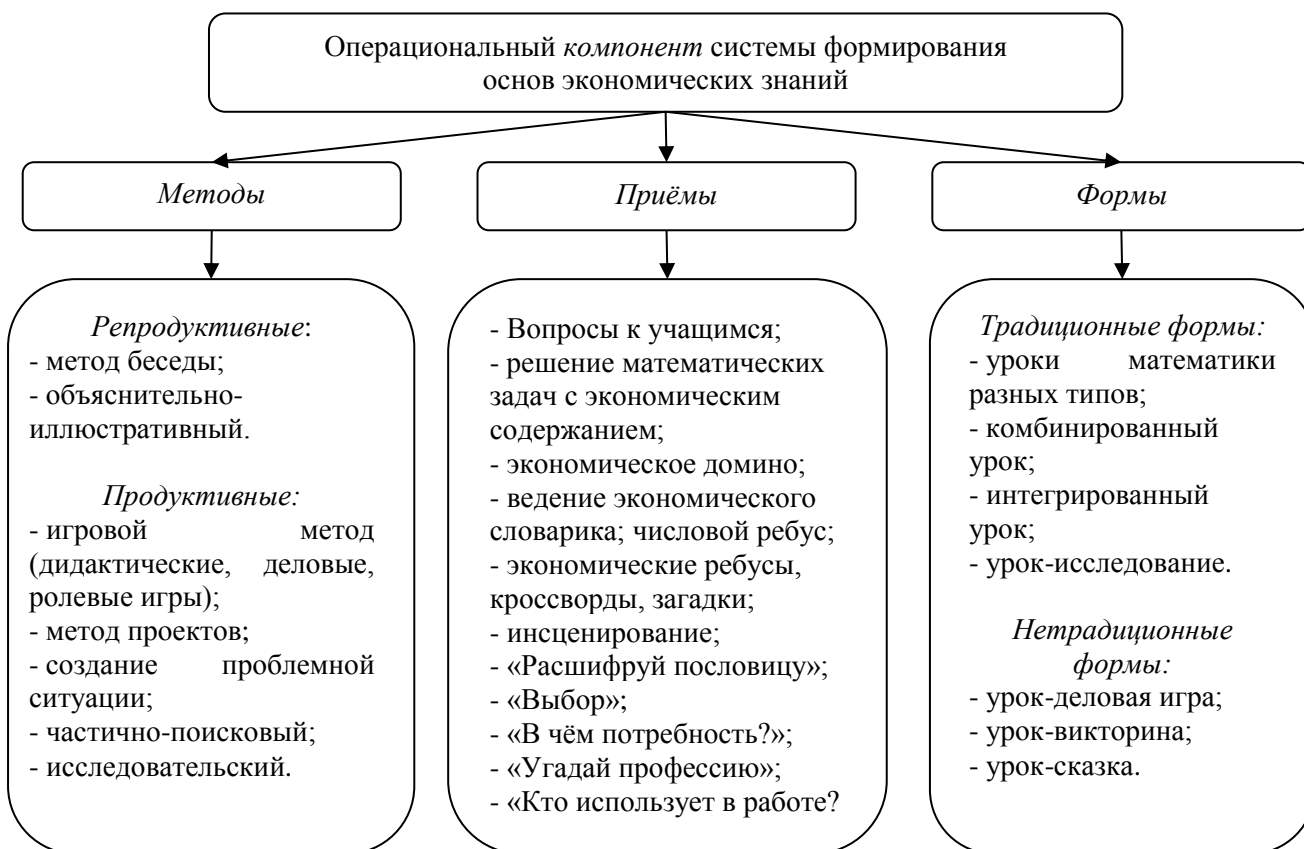 Операциональный компонент системы формирования
основ экономических знаний
Методы
Приёмы
Формы
Репродуктивные:
- метод беседы;
- объяснительно-
иллюстративный.
Продуктивные:
- игровой метод
(дидактические, деловые,
ролевые игры);
- метод проектов;
- создание проблемной
ситуации;
- частично-поисковый;
- исследовательский.
- Вопросы к учащимся;
- решение математических
задач с экономическим
содержанием;
- экономическое домино;
- ведение экономического
словарика; числовой ребус;
- экономические ребусы,
кроссворды, загадки;
- инсценирование;
- «Расшифруй пословицу»;
- «Выбор»;
- «В чём потребность?»;
- «Угадай профессию»;
- «Кто использует в работе?
Традиционные формы:
- уроки математики
разных типов;
- комбинированный
урок;
- интегрированный
урок;
- урок-исследование.
Нетрадиционные
формы:
- урок-деловая игра;
- урок-викторина;
- урок-сказка.